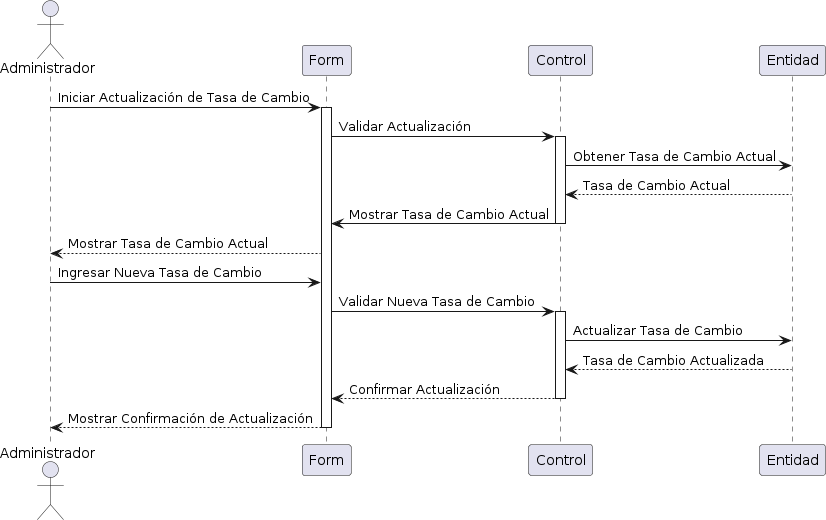 Administrador
Form
Control
Entidad
Iniciar Actualización de Tasa de Cambio
Validar Actualización
Obtener Tasa de Cambio Actual
Tasa de Cambio Actual
Mostrar Tasa de Cambio Actual
Mostrar Tasa de Cambio Actual
Ingresar Nueva Tasa de Cambio
Validar Nueva Tasa de Cambio
Actualizar Tasa de Cambio
Tasa de Cambio Actualizada
Confirmar Actualización
Mostrar Confirmación de Actualización
Administrador
Form
Control
Entidad